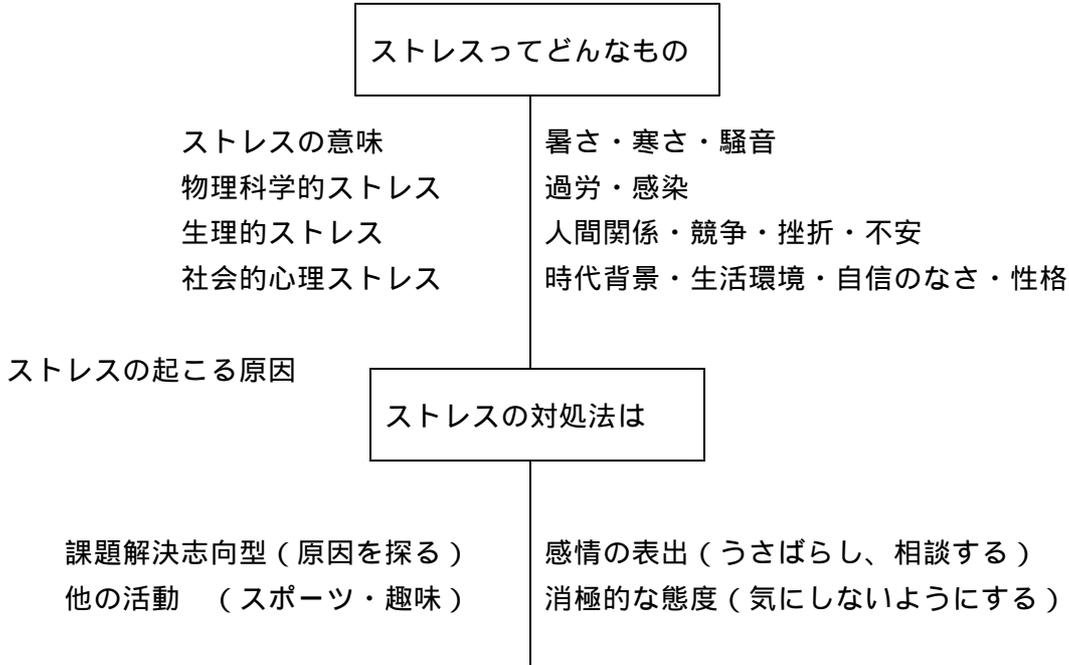 ストレスってどんなもの
ストレスの意味
暑さ・寒さ・騒音
物理科学的ストレス
過労・感染
生理的ストレス
人間関係・競争・挫折・不安
社会的心理ストレス
時代背景・生活環境・自信のなさ・性格
ストレスの起こる原因
ストレスの対処法は
課題解決志向型（原因を探る）
感情の表出（うさばらし、相談する）
他の活動　（スポーツ・趣味）
消極的な態度（気にしないようにする）